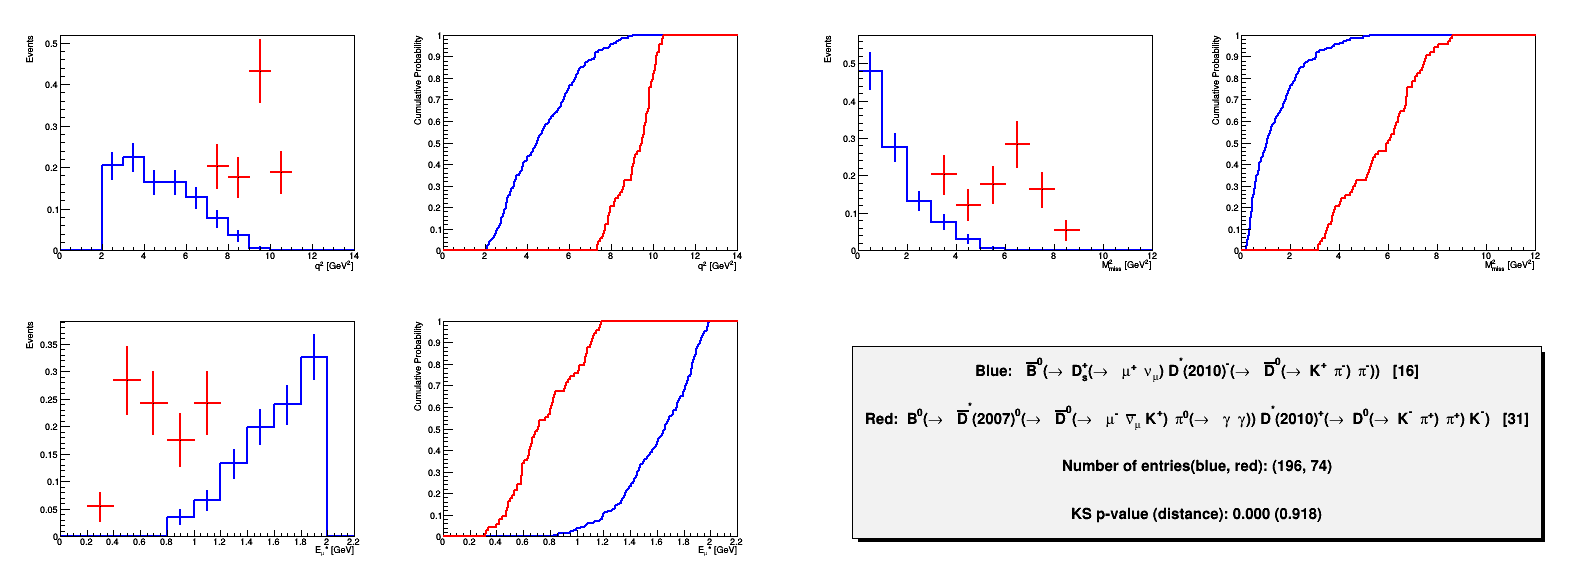 Events
0.5
0.4
0.3
0.2
0.1
0
0 2 4 6 8 10 12 14
q² [GeV²]
Cumulative Probability
1
0.9
0.8
0.7
0.6
0.5
0.4
0.3
0.2
0.1
0
0 2 4 6 8 10 12 14
q² [GeV²]
Events
0.5
0.4
0.3
0.2
0.1
0
0 2 4 6 8 10 12
M²miss [GeV²]
Cumulative Probability
1
0.9
0.8
0.7
0.6
0.5
0.4
0.3
0.2
0.1
0
0 2 4 6 8 10 12
M²miss [GeV²]
Events
0.35
0.3
0.25
0.2
0.15
0.1
0.05
0
0 0.2 0.4 0.6 0.8 1 1.2 1.4 1.6 1.8 2 2.2
Eμ* [GeV]
Cumulative Probability
1
0.9
0.8
0.7
0.6
0.5
0.4
0.3
0.2
0.1
0
0 0.2 0.4 0.6 0.8 1 1.2 1.4 1.6 1.8 2 2.2
Eμ* [GeV]
Blue: B̅⁰(→ Dₛ⁺(→ μ⁺ νμ) D*(2010)⁻(→ D̅⁰(→ K⁺ π⁻) π⁻)) [16]
Red: B⁰(→ D̅*(2007)⁰(→ D̅⁰(→ μ⁻ ν̅μ K⁺) π⁰(→ γ γ)) D*(2010)⁺(→ D⁰(→ K⁻ π⁺) π⁺) K⁻) [31]
Number of entries(blue, red): (196, 74)
KS p-value (distance): 0.000 (0.918)